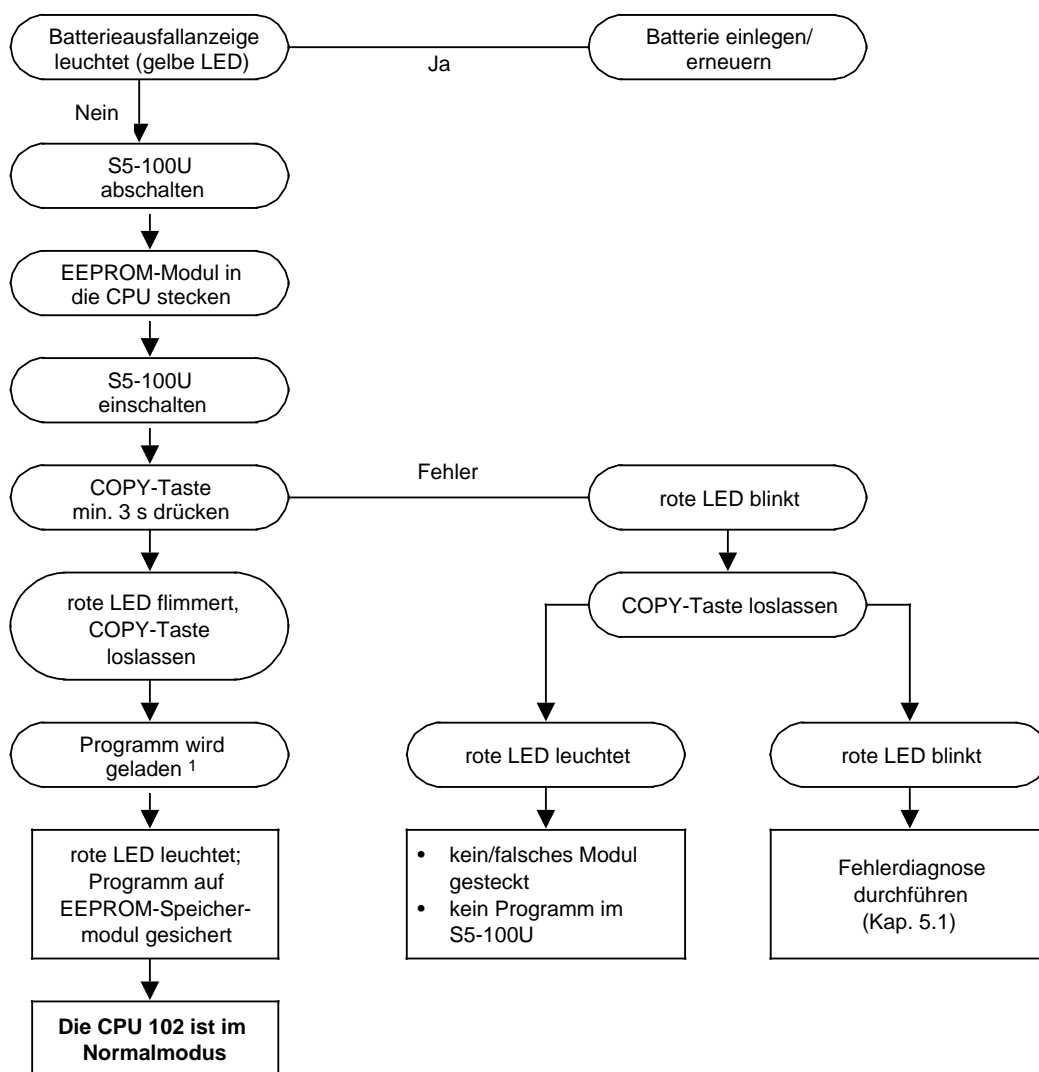 Batterieausfallanzeige
leuchtet (gelbe LED)
Ja
Batterie einlegen/
erneuern
Nein
S5-100U
abschalten
EEPROM-Modul in
die CPU stecken
S5-100U
einschalten
COPY-Taste
min. 3 s drücken
Fehler
rote LED blinkt
rote LED flimmert,
COPY-Taste
loslassen
COPY-Taste loslassen
Programm wird
geladen 1
rote LED leuchtet
rote LED blinkt
rote LED leuchtet;
Programm auf
EEPROM-Speicher-
modul gesichert
• kein/falsches Modul
gesteckt
• kein Programm im
S5-100U
Fehlerdiagnose
durchführen
(Kap. 5.1)
Die CPU 102 ist im
Normalmodus